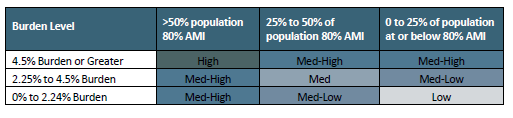 Burden Level >50% population 80% AMI 25% to 50% of population 80% AMI 0 to 25% of population at or below 80% AMI
4.5% Burden or Greater High Med-High Med-High
2.25 to 4.5% Burden Med-High Med Med-Low
0% to 2.24% Burden Med-High Med-Low Low